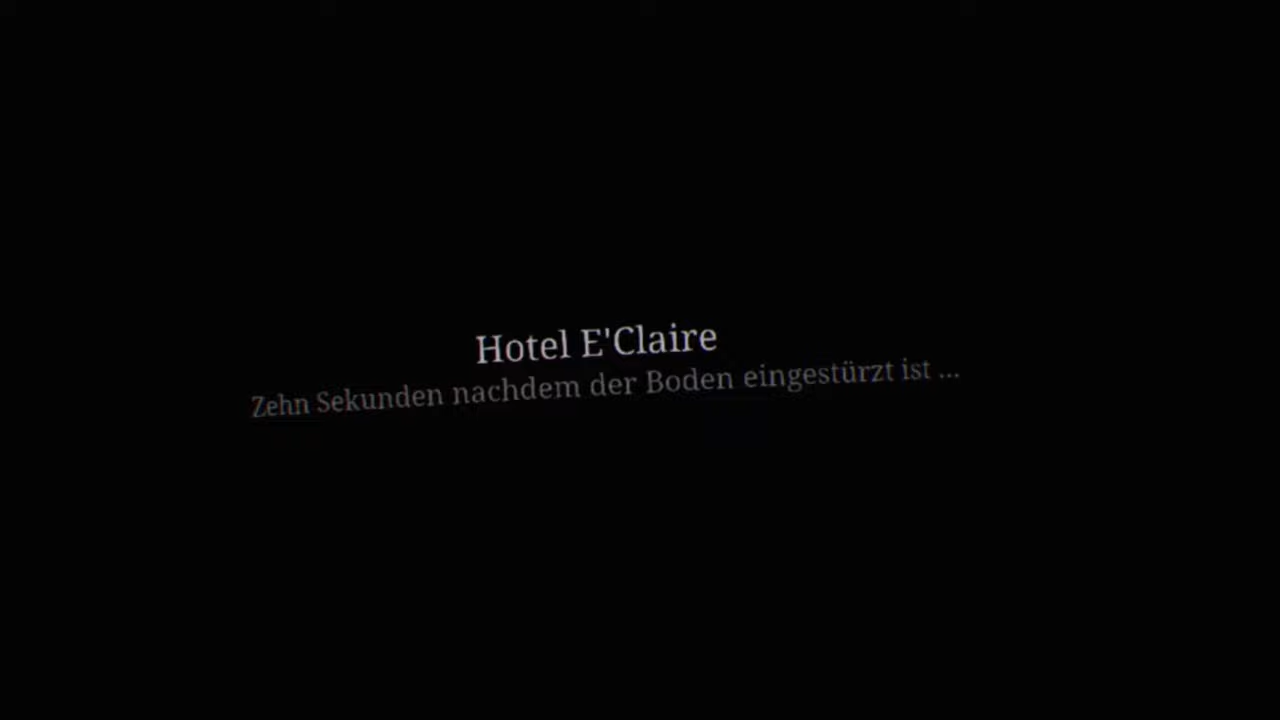 Hotel E'Claire
Zehn Sekunden nachdem der Boden eingestürzt ist ...